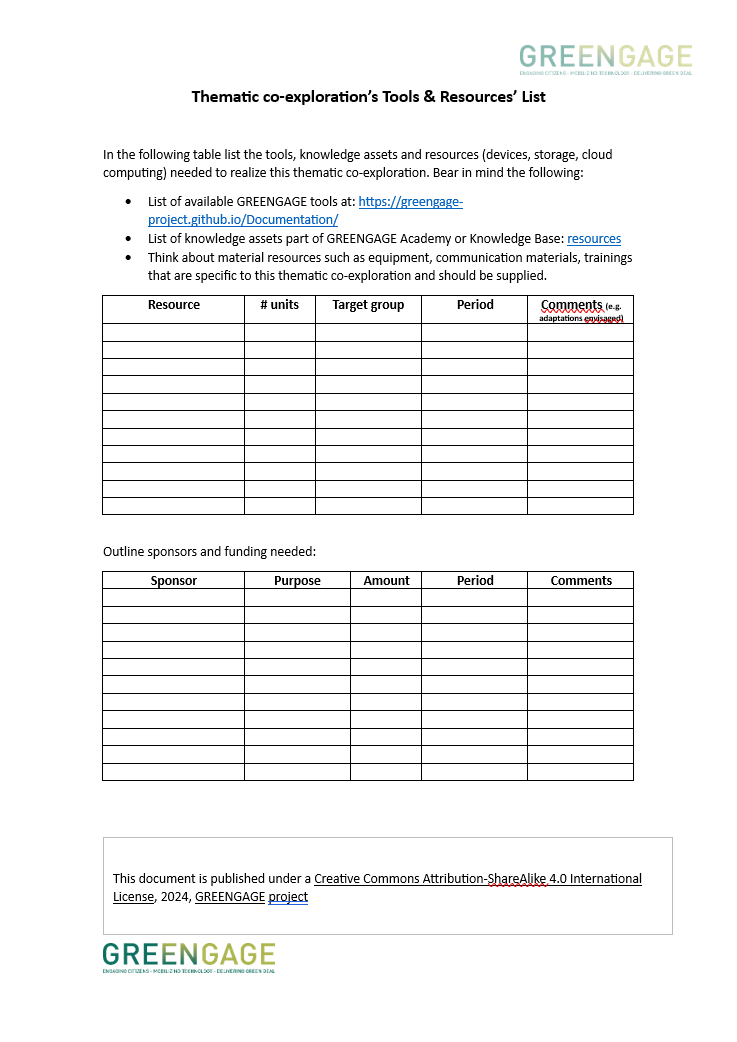 GREENGAGE
ENGAGING CITIZENS - MOBILIZING TECHNOLOGY - DELIVERING GREEN DEAL
Thematic co-exploration’s Tools & Resources’ List
In the following table list the tools, knowledge assets and resources (devices, storage, cloud
computing) needed to realize this thematic co-exploration. Bear in mind the following:
• List of available GREENGAGE tools at: https://greengage-
project.github.io/Documentation/
• List of knowledge assets part of GREENGAGE Academy or Knowledge Base: resources
• Think about material resources such as equipment, communication materials, trainings
that are specific to this thematic co-exploration and should be supplied.
Resource # units Target group Period Comments (e.g.
adaptations envisaged)
Outline sponsors and funding needed:
Sponsor Purpose Amount Period Comments
This document is published under a Creative Commons Attribution-ShareAlike 4.0 International
License, 2024, GREENGAGE project
GREENGAGE
ENGAGING CITIZENS - MOBILIZING TECHNOLOGY - DELIVERING GREEN DEAL